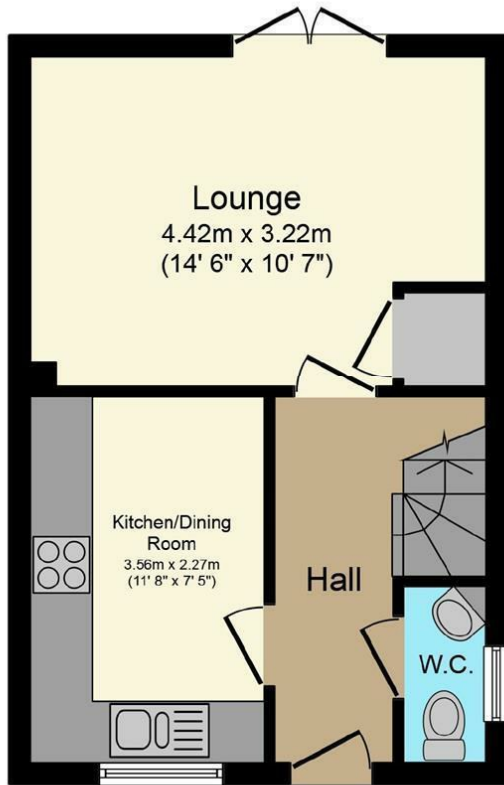 Lounge
4.42m x 3.22m
(14' 6" x 10' 7")
Kitchen/Dining
Room
3.56m x 2.27m
(11' 8" x 7' 5")
Hall
W.C.